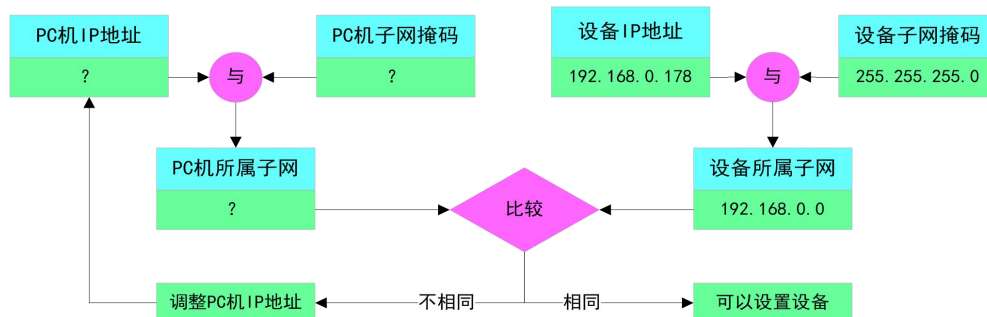 PC机IP地址
?
与
PC机子网掩码
?
设备IP地址
192.168.0.178
与
设备子网掩码
255.255.255.0
PC机所属子网
?
比较
设备所属子网
192.168.0.0
调整PC机IP地址
不相同
相同
可以设置设备